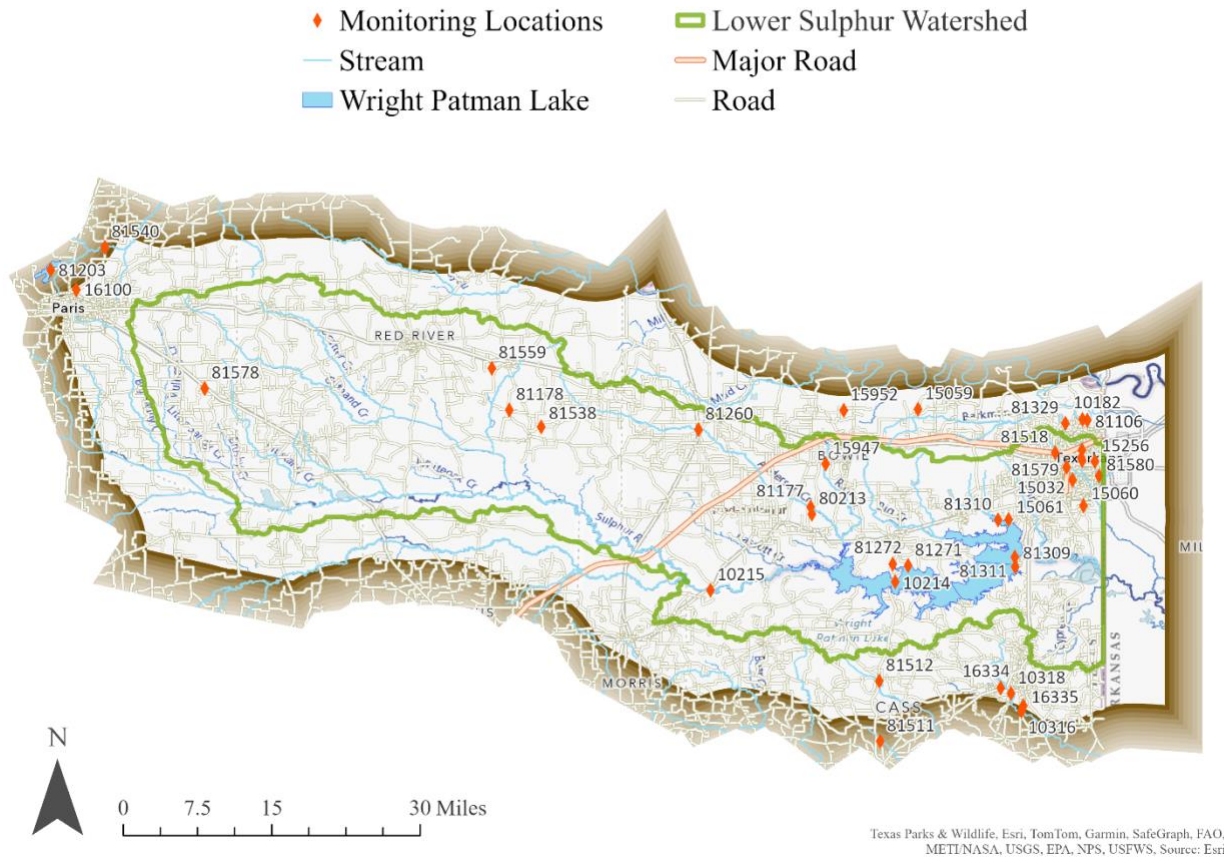 Monitoring Locations
Lower Sulphur Watershed
Stream
Major Road
Wright Patman Lake
Road
81540
81203
16100
Paris
RED RIVER
81559
81578
81178
81538
81260
15952
15059
81329
10182
81106
81518
15256
15947
BOWIE
81579
81580
15032
15060
81177
80213
81310
15061
Sulphur R
81272
81271
81309
81311
10214
10215
Wright
Patman Lake
81512
16334
10318
16335
10316
MORRIS
CASS
81511
RKANSAS
MIL
N
0 7.5 15 30 Miles
Texas Parks & Wildlife, Esri, TomTom, Garmin, SafeGraph, FAO,
METI/NASA, USGS, EPA, NPS, USFWS, Source: Esri